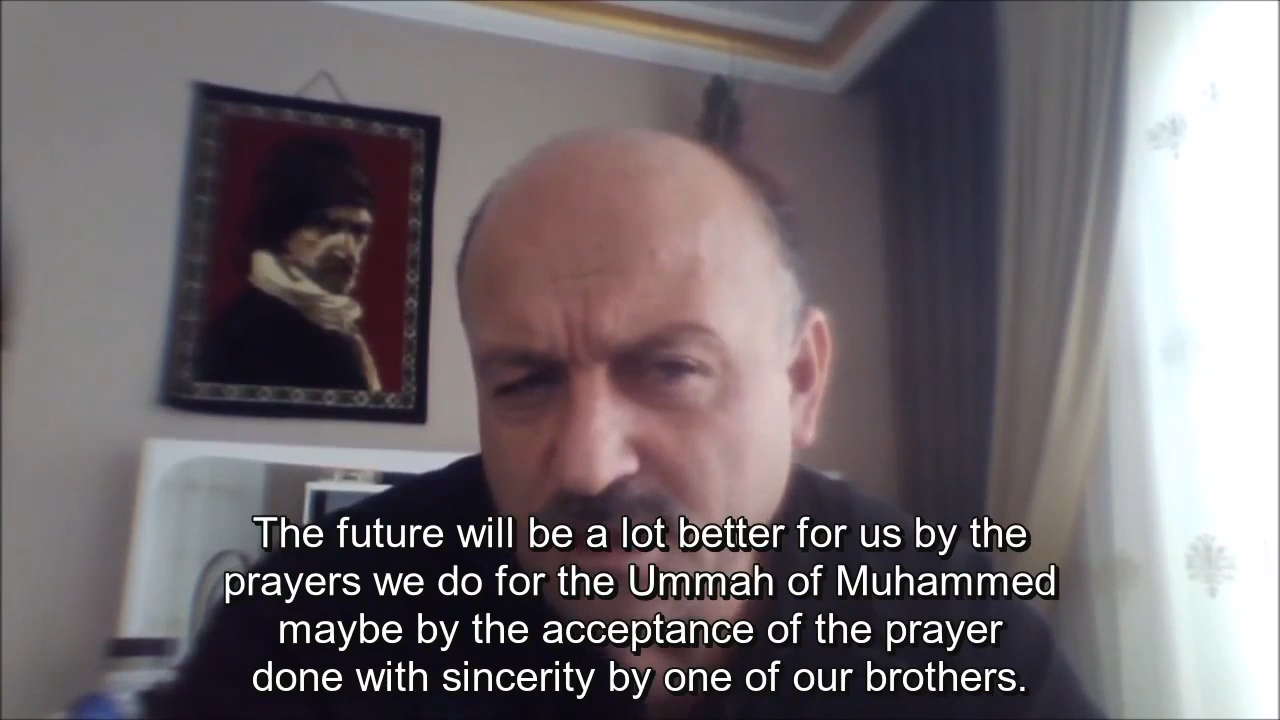 The future will be a lot better for us by the
prayers we do for the Ummah of Muhammed
maybe by the acceptance of the prayer
done with sincerity by one of our brothers.